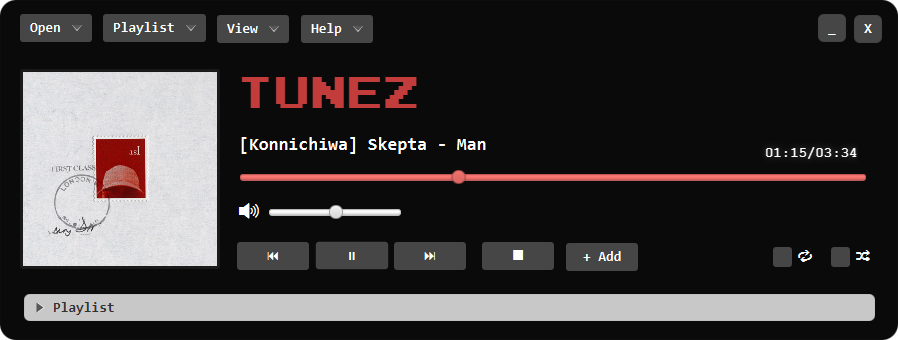 Open
Playlist
View
Help
_
X
TUNEZ
[Konnichiwa] Skepta - Man
01:15/03:34
1st
FIRST CLASS
LONDON
+ Add
Playlist